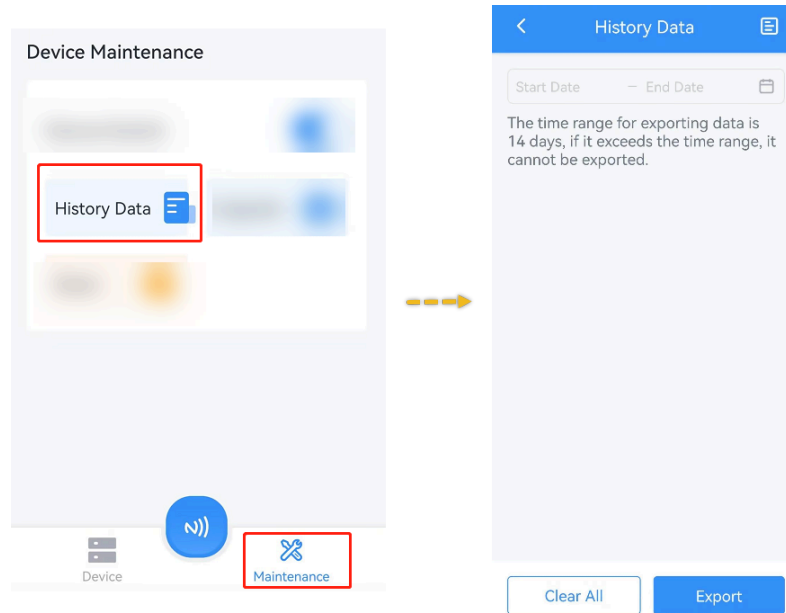 Device Maintenance
History Data
Device
Maintenance
History Data
Start Date – End Date
The time range for exporting data is
14 days, if it exceeds the time range, it
cannot be exported.
Clear All
Export